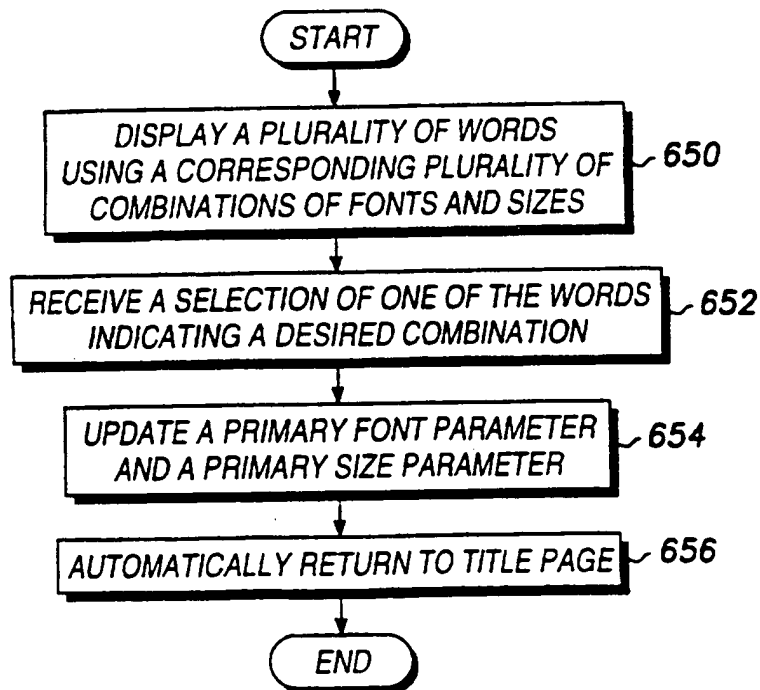 START
DISPLAY A PLURALITY OF WORDS
USING A CORRESPONDING PLURALITY OF
COMBINATIONS OF FONTS AND SIZES
650
RECEIVE A SELECTION OF ONE OF THE WORDS
INDICATING A DESIRED COMBINATION
652
UPDATE A PRIMARY FONT PARAMETER
AND A PRIMARY SIZE PARAMETER
654
AUTOMATICALLY RETURN TO TITLE PAGE
656
END